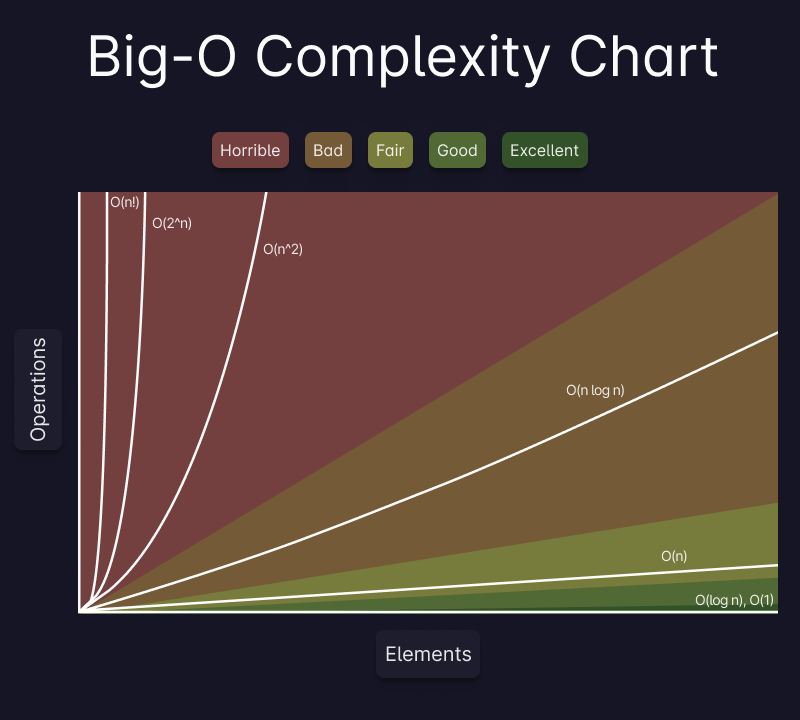 Big-O Complexity Chart
Horrible Bad Fair Good Excellent
O(n!)
O(2^n)
O(n^2)
Operations
O(n log n)
O(n)
O(log n), O(1)
Elements